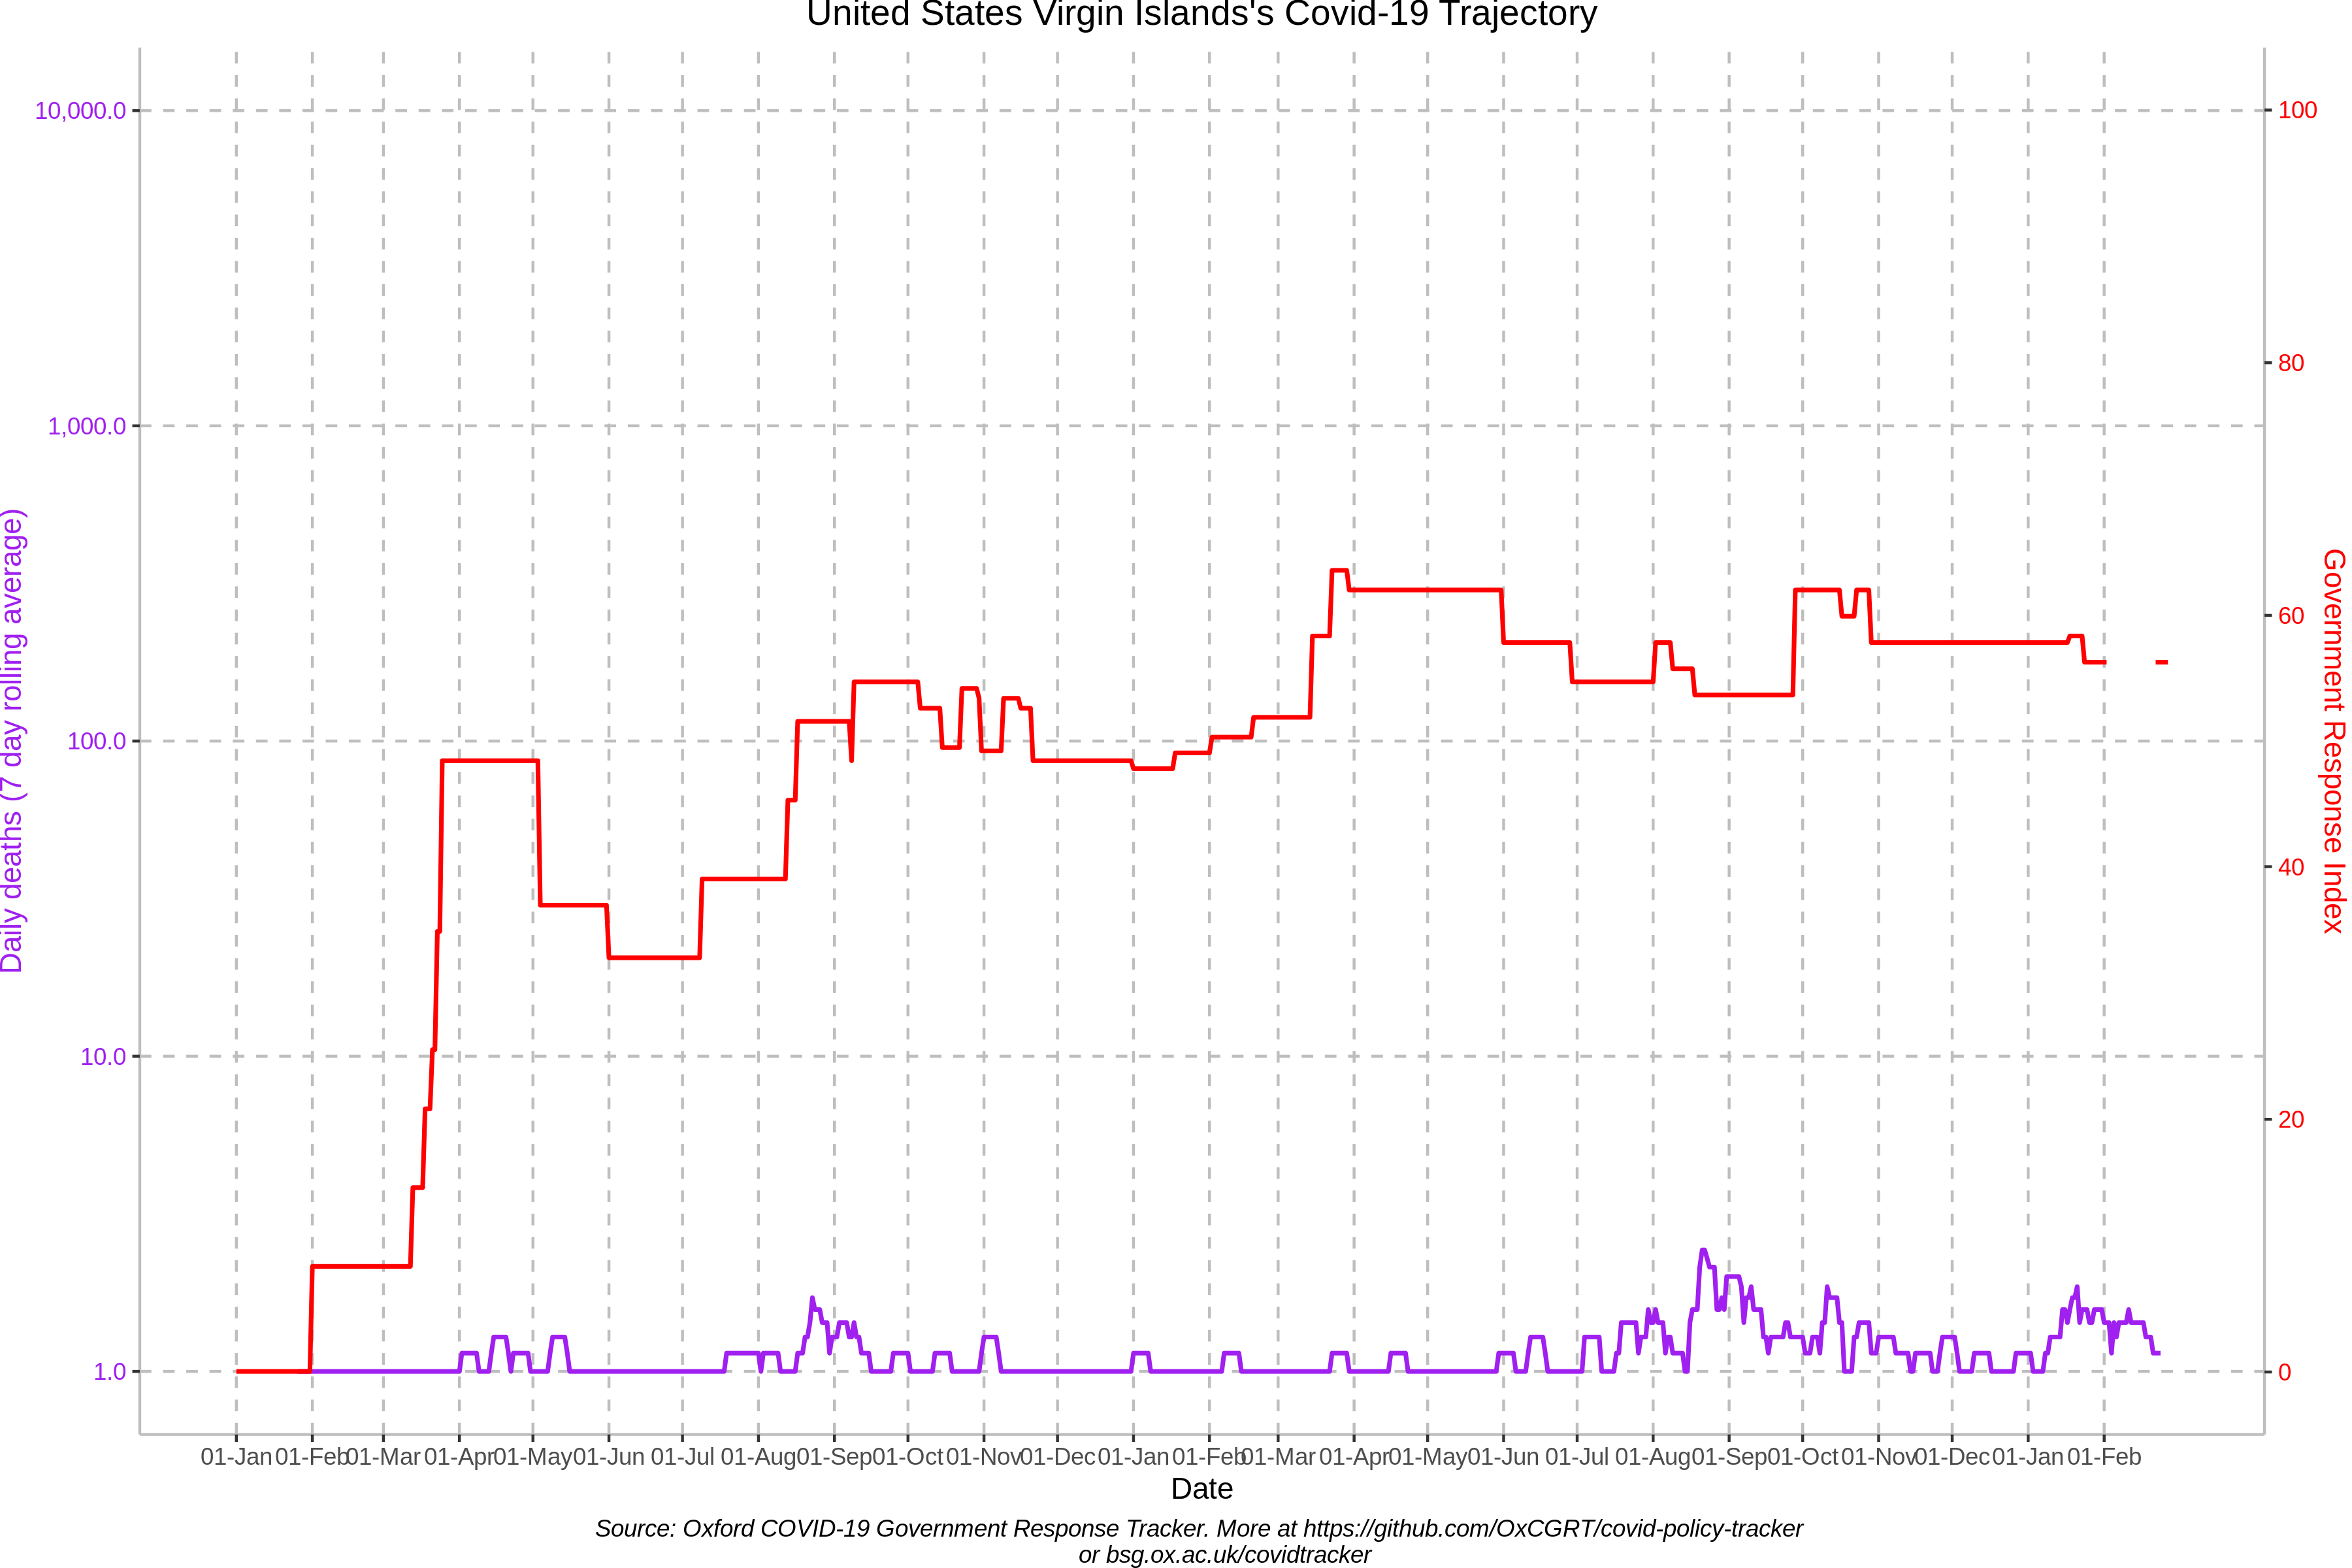 United States Virgin Islands's Covid-19 Trajectory
10,000.0
1,000.0
100.0
10.0
1.0
Daily deaths (7 day rolling average)
100
80
60
40
20
0
Government Response Index
01-Jan 01-Feb 01-Mar 01-Apr 01-May 01-Jun 01-Jul 01-Aug 01-Sep 01-Oct 01-Nov 01-Dec 01-Jan 01-Feb 01-Mar 01-Apr 01-May 01-Jun 01-Jul 01-Aug 01-Sep 01-Oct 01-Nov 01-Dec 01-Jan 01-Feb
Date
Source: Oxford COVID-19 Government Response Tracker. More at https://github.com/OxCGRT/covid-policy-tracker
or bsg.ox.ac.uk/covidtracker